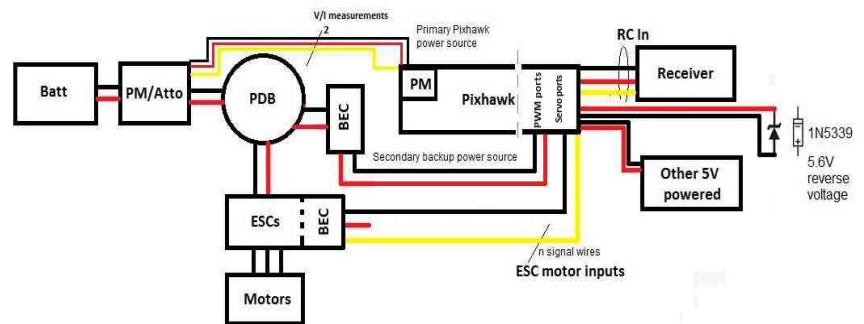 V/I measurements
2
Primary Pixhawk
power source
RC In
Batt
PM/Atto
PDB
BEC
PM
Pixhawk
PWM ports
Servo ports
Receiver
1N5339
5.6V
reverse
voltage
Secondary backup power source
Other 5V
powered
ESCs
BEC
n signal wires
ESC motor inputs
Motors